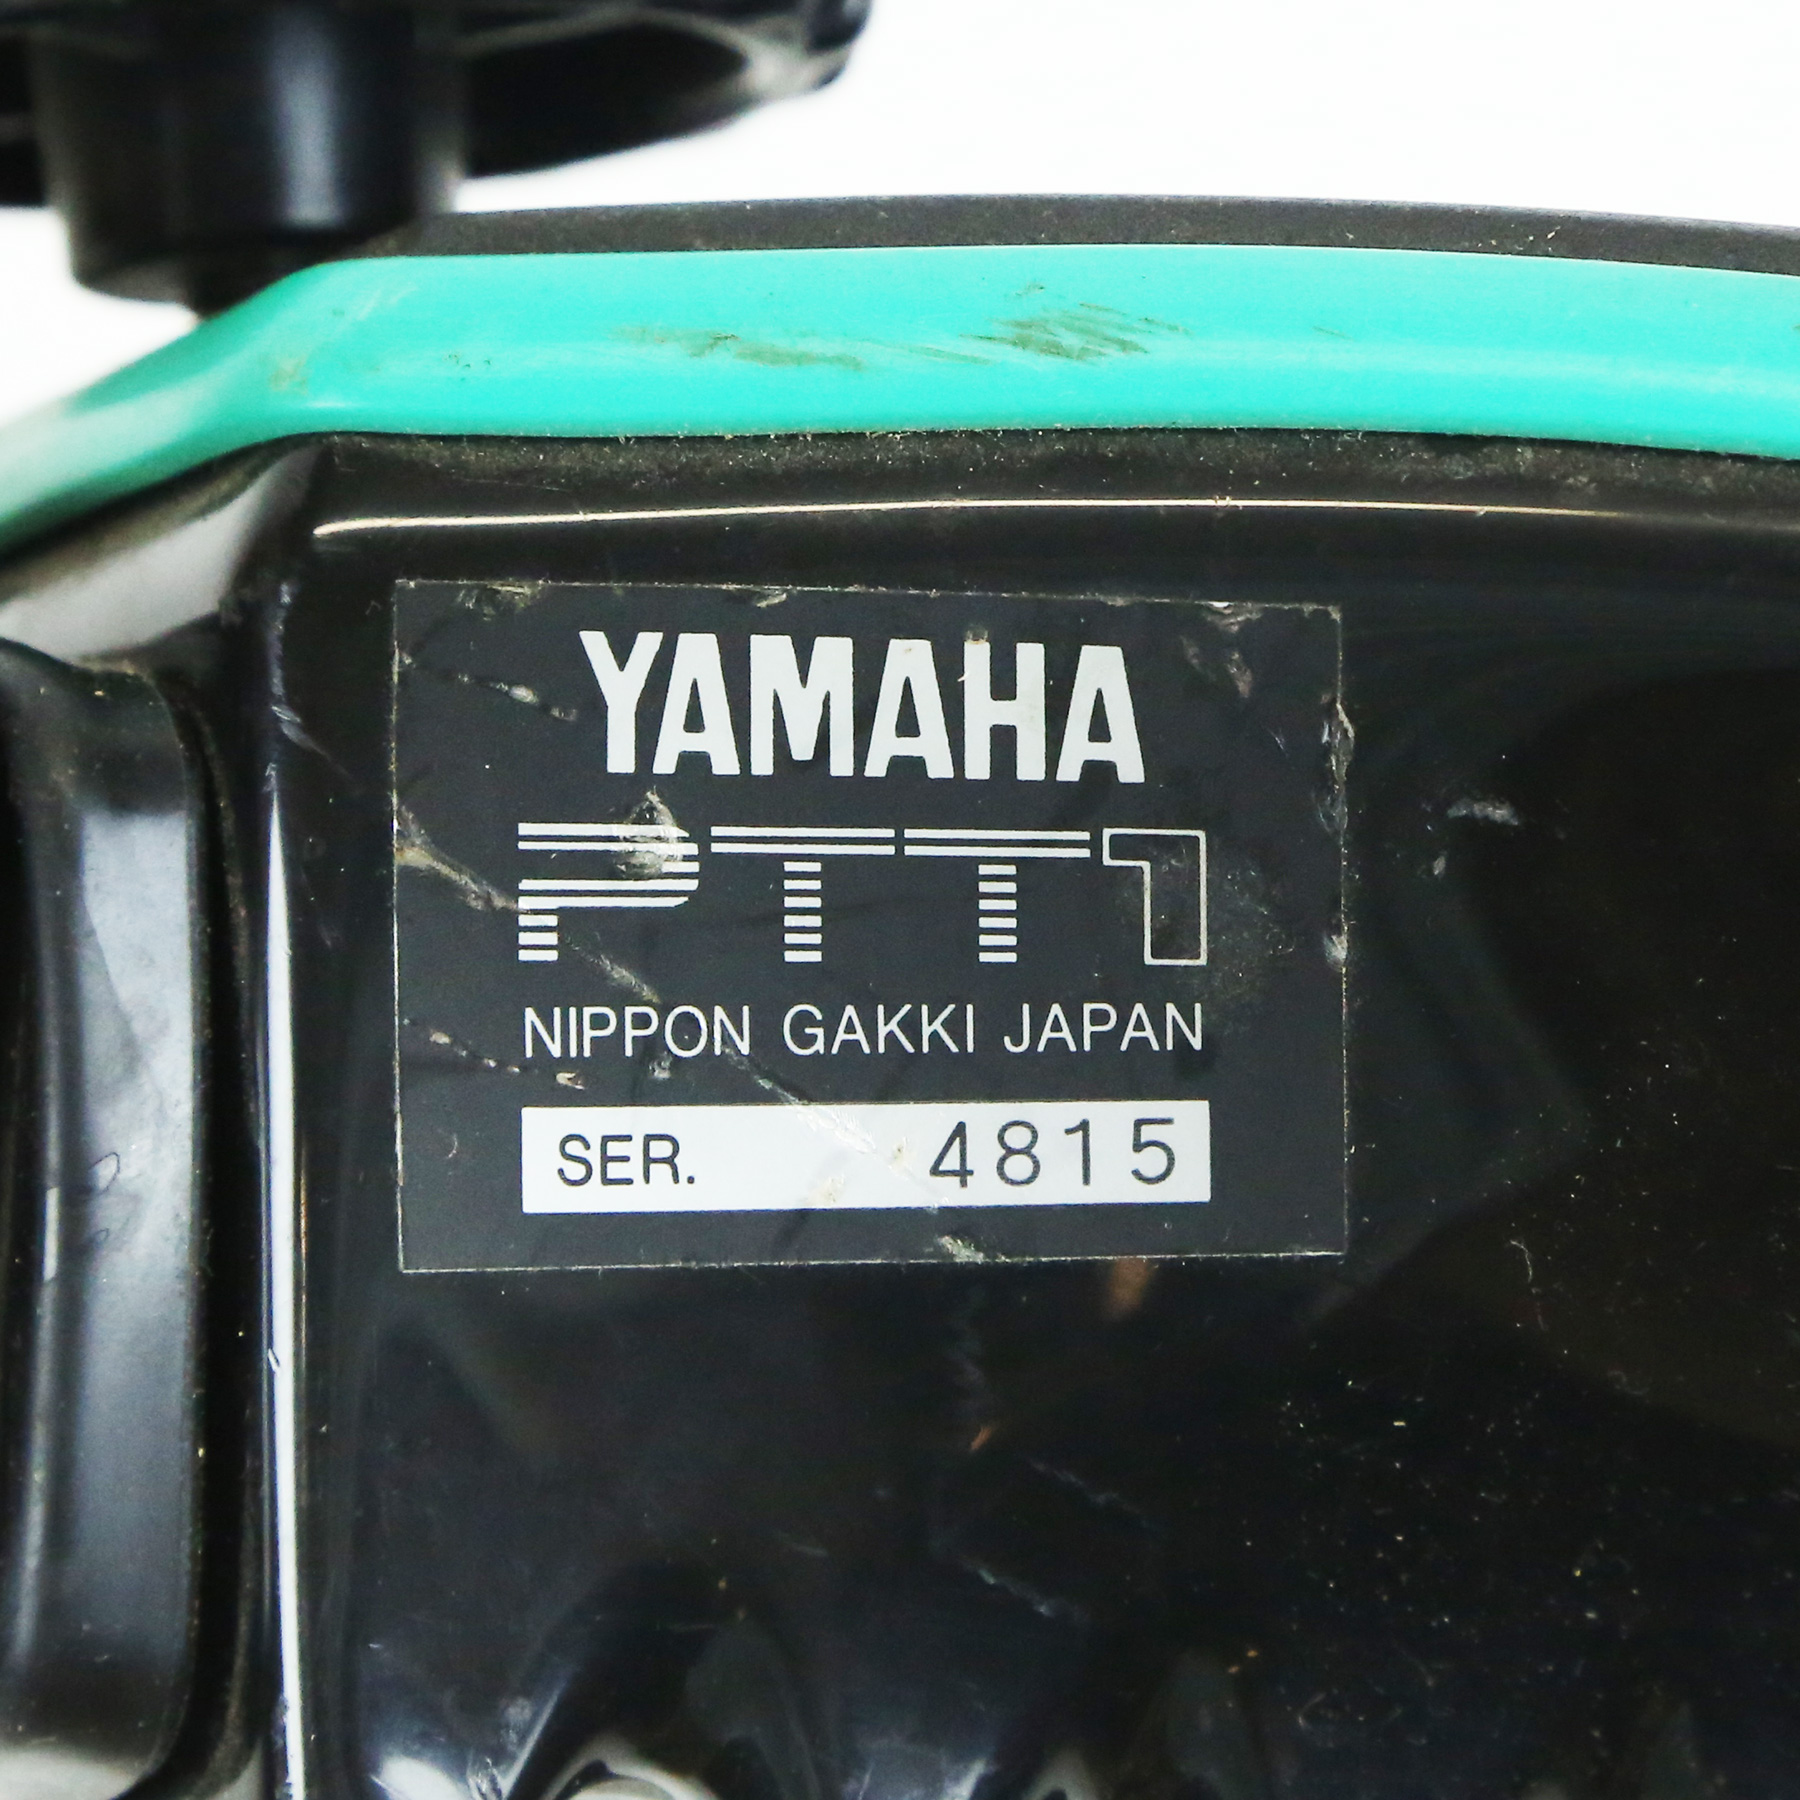 YAMAHA
PTT1
NIPPON GAKKI JAPAN
SER. 4815